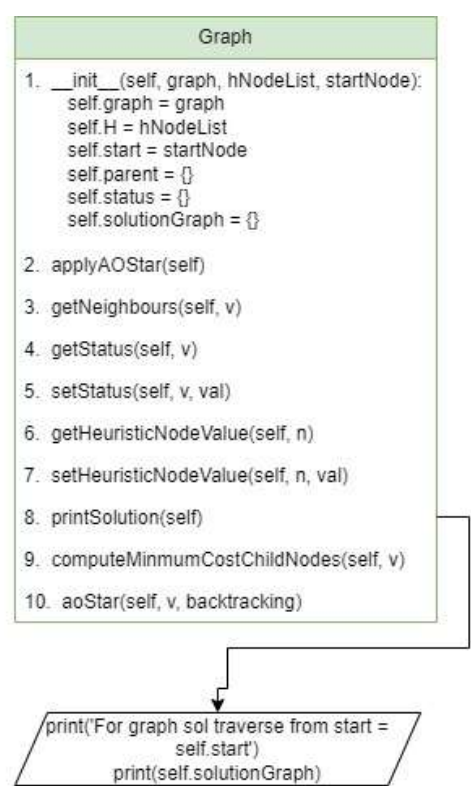 Graph
1. __init__(self, graph, hNodeList, startNode):
self.graph = graph
self.H = hNodeList
self.start = startNode
self.parent = {}
self.status = {}
self.solutionGraph = {}
2. applyAOStar(self)
3. getNeighbours(self, v)
4. getStatus(self, v)
5. setStatus(self, v, val)
6. getHeuristicNodeValue(self, n)
7. setHeuristicNodeValue(self, n, val)
8. printSolution(self)
9. computeMinmumCostChildNodes(self, v)
10. aoStar(self, v, backtracking)
print('For graph sol traverse from start =
self.start')
print(self.solutionGraph)